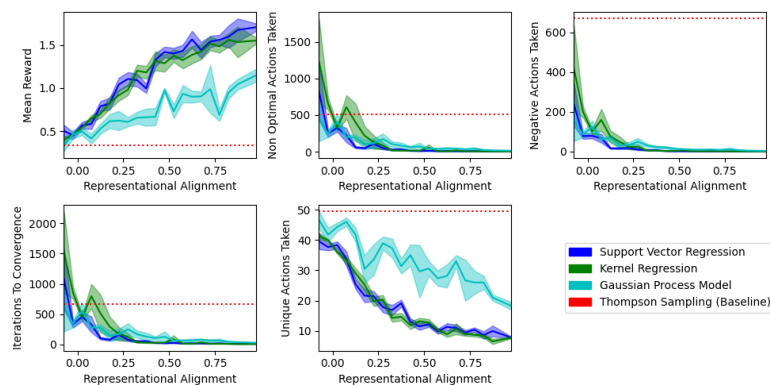 Mean Reward
1.5
1.0
0.5
0.00 0.25 0.50 0.75
Representational Alignment
Non Optimal Actions Taken
1500
1000
500
0
0.00 0.25 0.50 0.75
Representational Alignment
Negative Actions Taken
600
400
200
0
0.00 0.25 0.50 0.75
Representational Alignment
Iterations To Convergence
2000
1500
1000
500
0
0.00 0.25 0.50 0.75
Representational Alignment
Unique Actions Taken
50
40
30
20
10
0.00 0.25 0.50 0.75
Representational Alignment
Support Vector Regression
Kernel Regression
Gaussian Process Model
Thompson Sampling (Baseline)